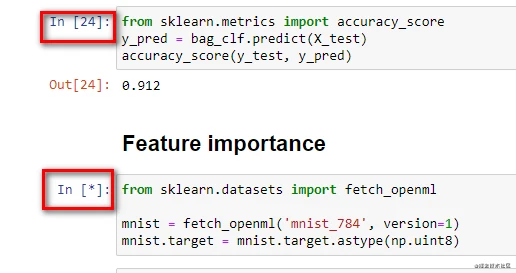 In [24]:
from sklearn.metrics import accuracy_score
y_pred = bag_clf.predict(X_test)
accuracy_score(y_test, y_pred)
Out[24]: 0.912
Feature importance
In [*]:
from sklearn.datasets import fetch_openml
mnist = fetch_openml('mnist_784', version=1)
mnist.target = mnist.target.astype(np.uint8)